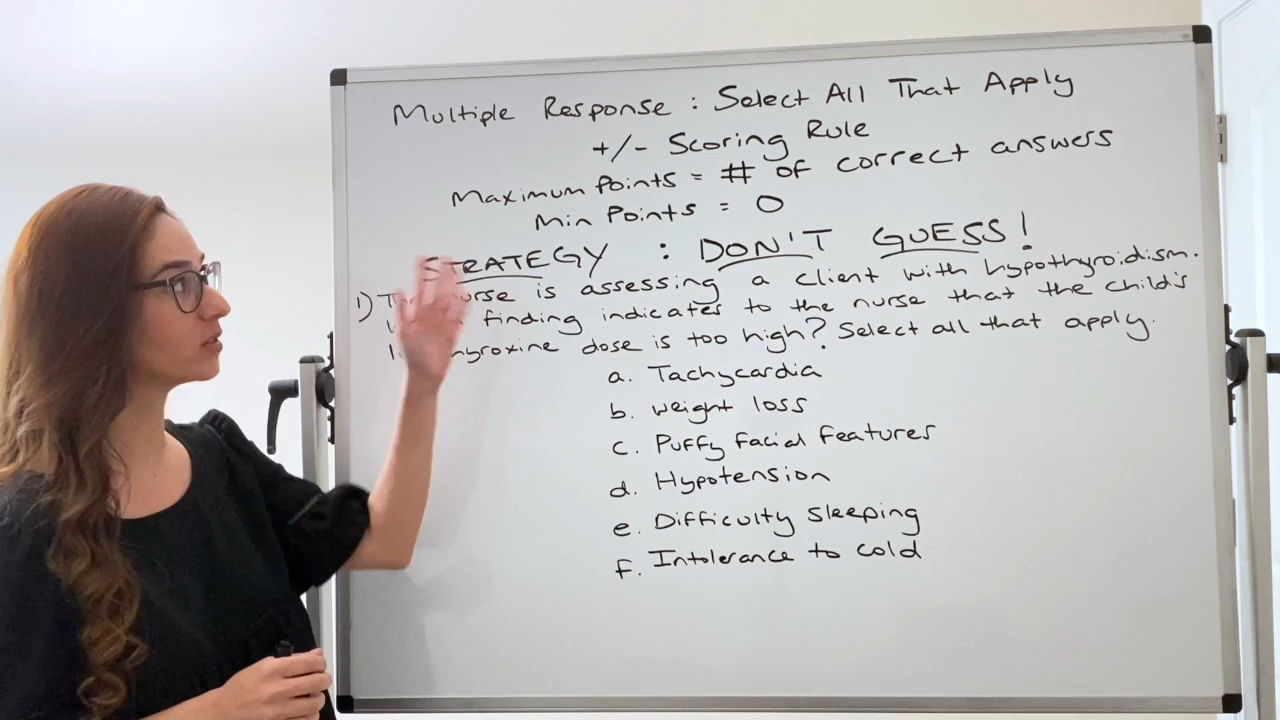 Multiple Response : Select All That Apply
+/- Scoring Rule
Maximum Points = # of correct answers
Min Points = 0
STRATEGY : DON'T GUESS!
1) nurse is assessing a client with hypothyroidism.
finding indicates to the nurse that the child's
dose is too high? Select all that apply.
a. Tachycardia
b. weight loss
c. Puffy facial features
d. Hypotension
e. Difficulty sleeping
f. Intolerance to cold